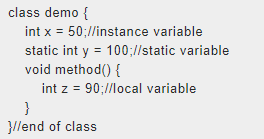 class demo {
int x = 50;//instance variable
static int y = 100;//static variable
void method() {
int z = 90;//local variable
}
}//end of class